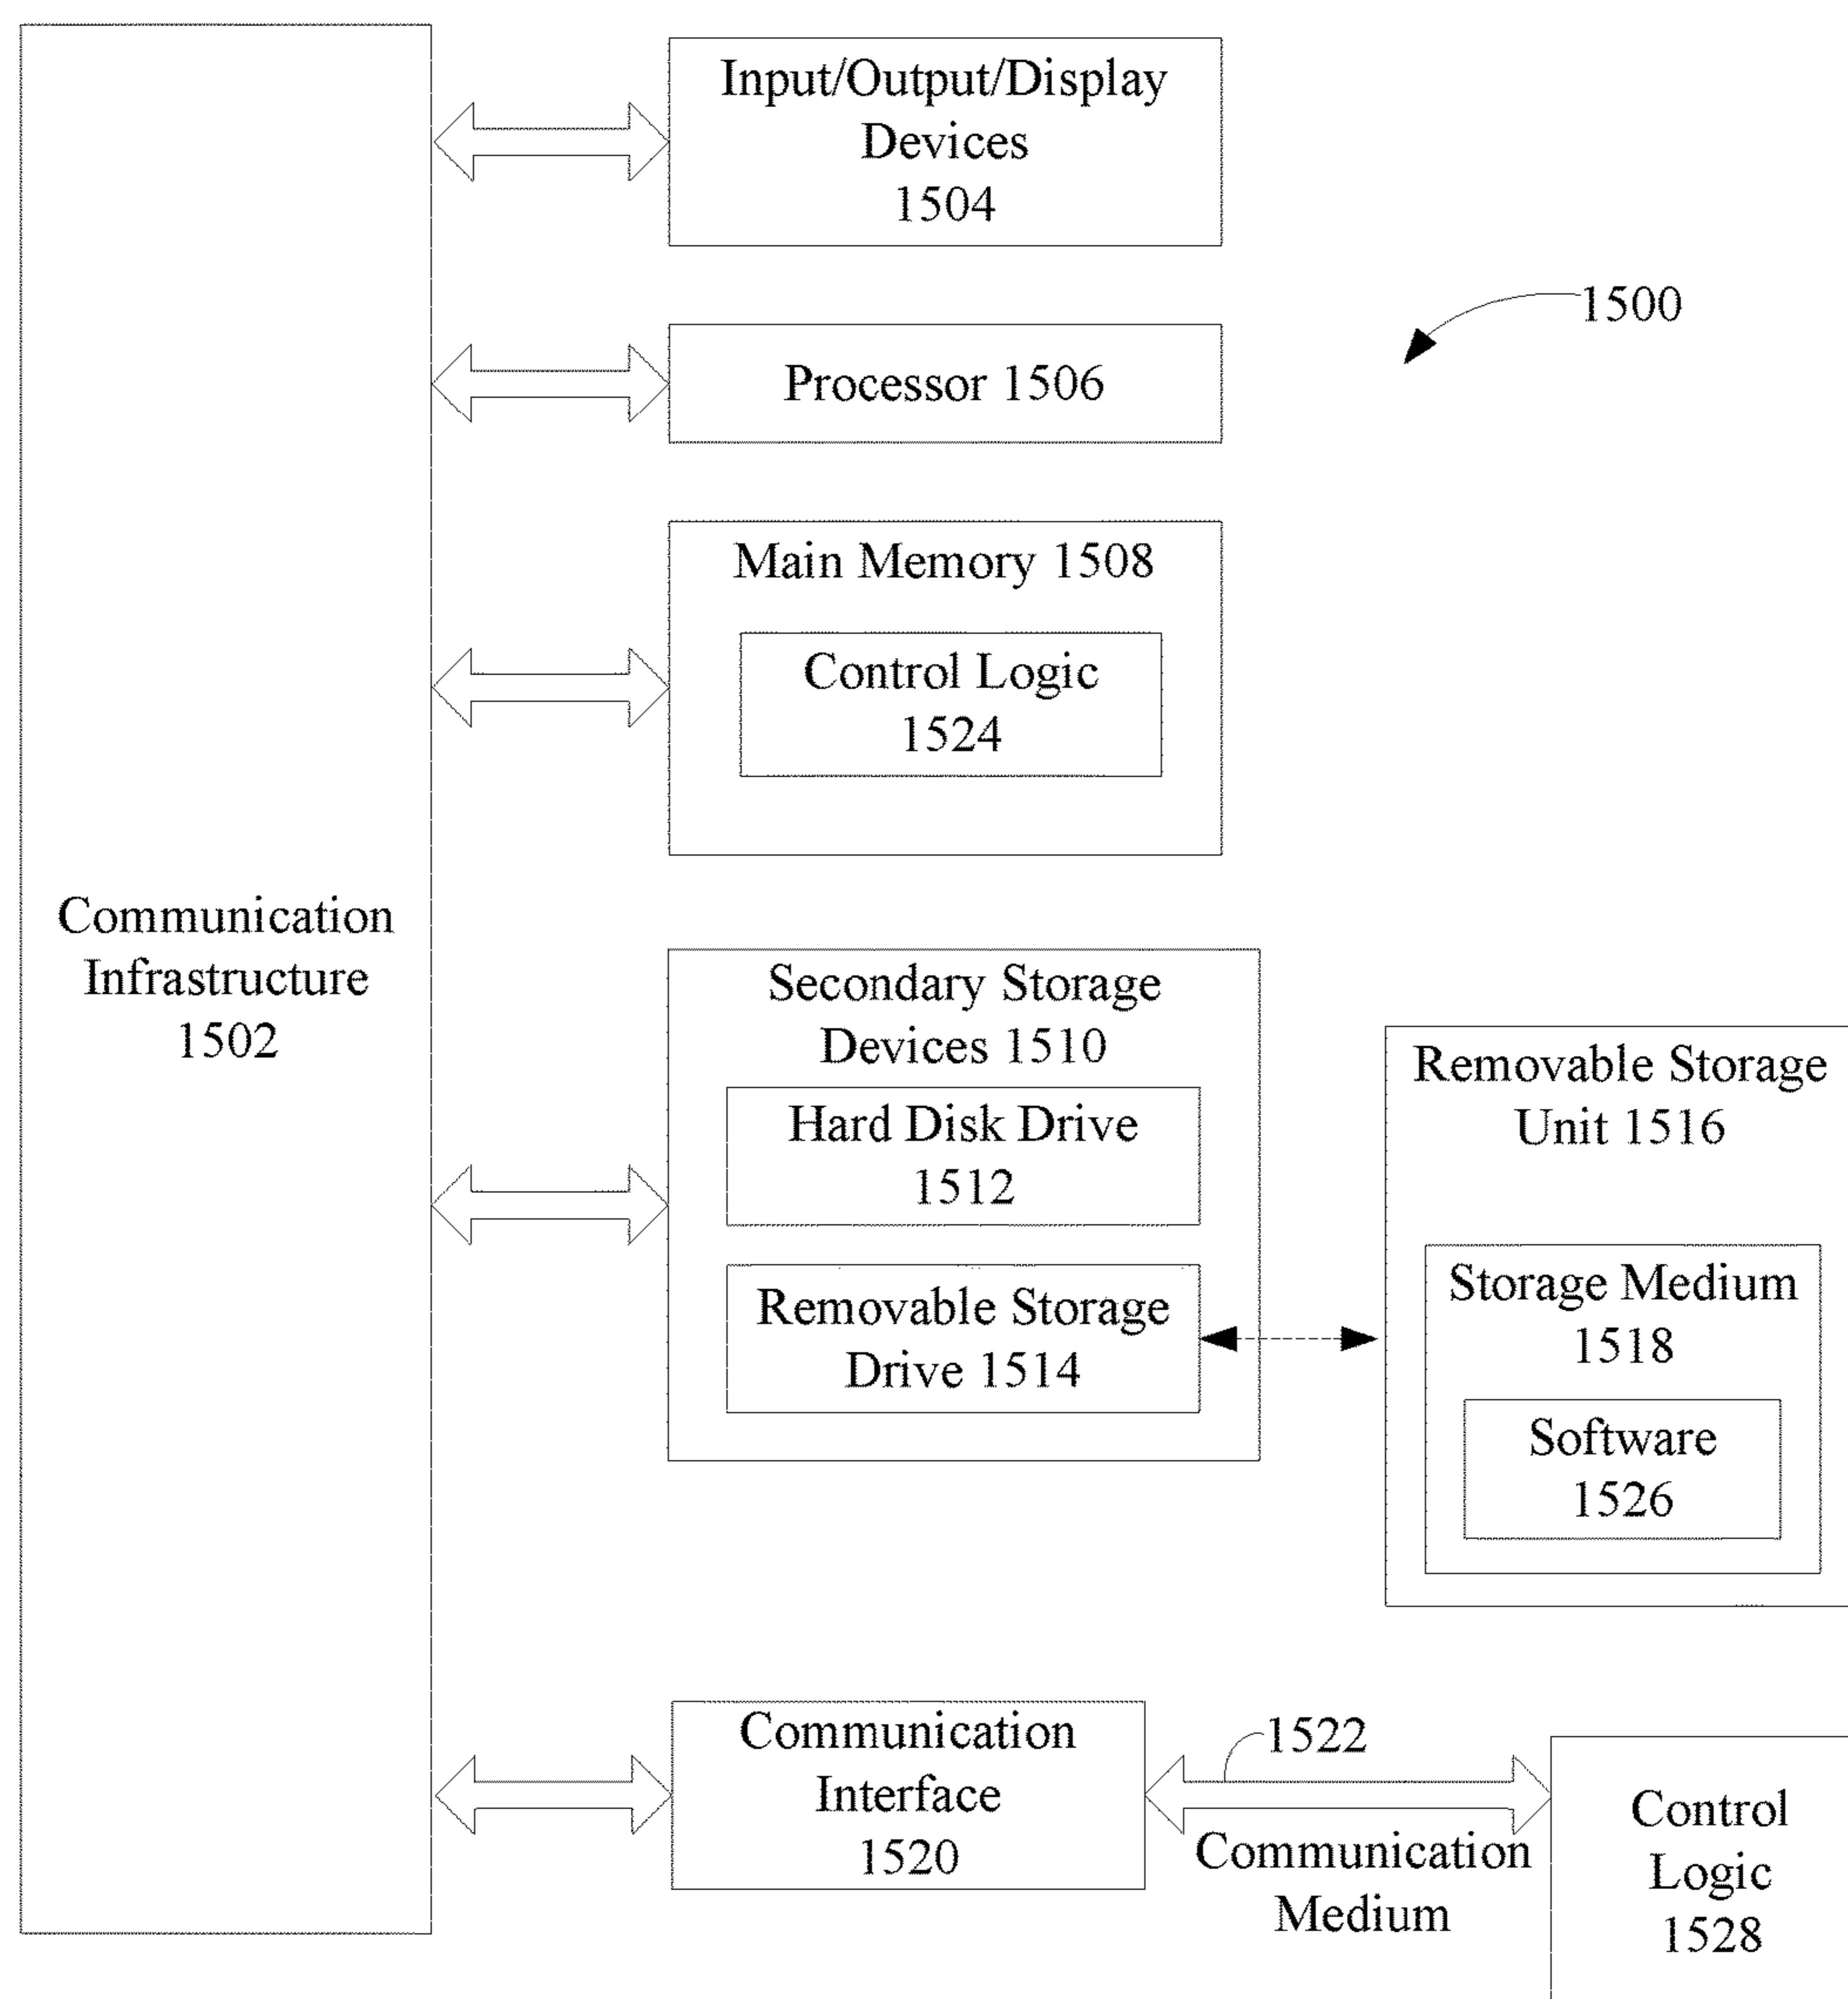 Input/Output/Display
Devices
1504
1500
Processor 1506
Main Memory 1508
Control Logic
1524
Communication
Infrastructure
1502
Secondary Storage
Devices 1510
Hard Disk Drive
1512
Removable Storage
Drive 1514
Removable Storage
Unit 1516
Storage Medium
1518
Software
1526
Communication
Interface
1520
1522
Communication
Medium
Control
Logic
1528